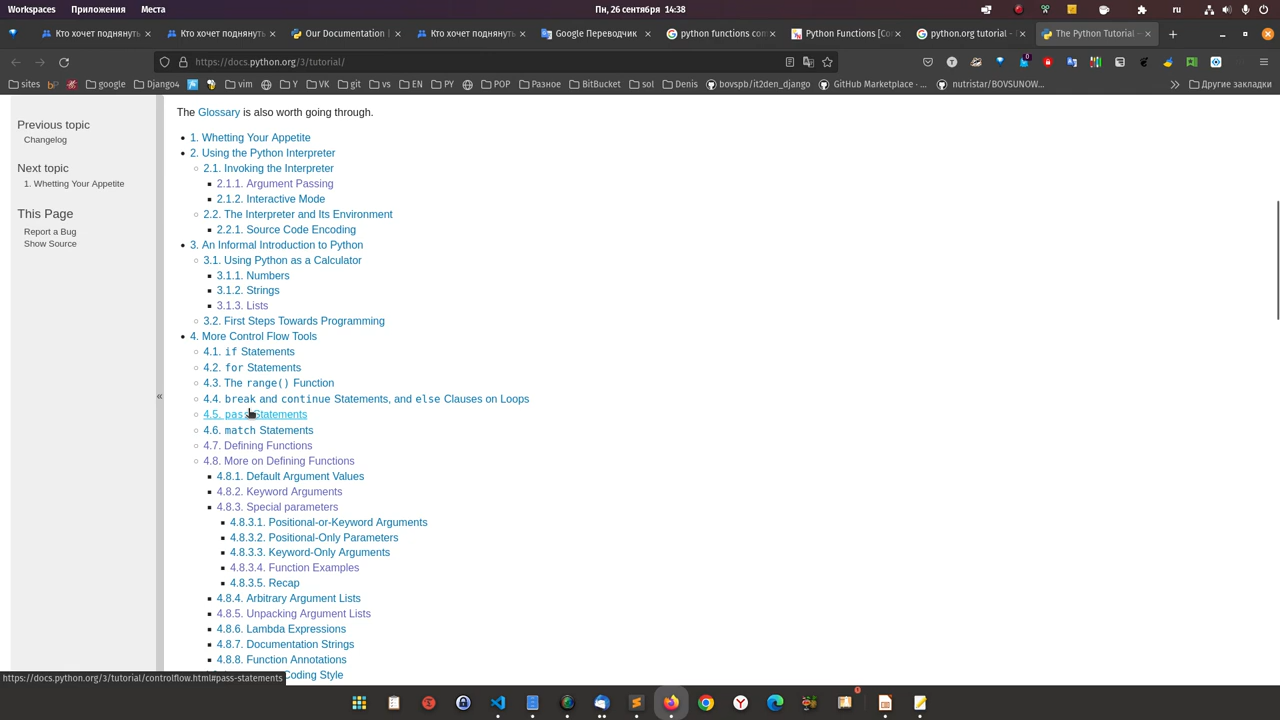 Workspaces Приложения Места Пн, 26 сентября 14:38 ru
Кто хочет поднянуть Кто хочет поднянуть Our Documentation | Кто хочет поднянуть Google Переводчик python functions con Python Functions [Co python.org tutorial - The Python Tutorial —
https://docs.python.org/3/tutorial/
sites google Django4 vim VK git vs EN PY POP Разное BitBucket sol Denis bovspb/it2den_django GitHub Marketplace ·... nutristar/BOVSUNOW... Другие закладки
Previous topic
Changelog
Next topic
1. Whetting Your Appetite
This Page
Report a Bug
Show Source
«
The Glossary is also worth going through.
1. Whetting Your Appetite
2. Using the Python Interpreter
2.1. Invoking the Interpreter
2.1.1. Argument Passing
2.1.2. Interactive Mode
2.2. The Interpreter and Its Environment
2.2.1. Source Code Encoding
3. An Informal Introduction to Python
3.1. Using Python as a Calculator
3.1.1. Numbers
3.1.2. Strings
3.1.3. Lists
3.2. First Steps Towards Programming
4. More Control Flow Tools
4.1. if Statements
4.2. for Statements
4.3. The range() Function
4.4. break and continue Statements, and else Clauses on Loops
4.5. pass Statements
4.6. match Statements
4.7. Defining Functions
4.8. More on Defining Functions
4.8.1. Default Argument Values
4.8.2. Keyword Arguments
4.8.3. Special parameters
4.8.3.1. Positional-or-Keyword Arguments
4.8.3.2. Positional-Only Parameters
4.8.3.3. Keyword-Only Arguments
4.8.3.4. Function Examples
4.8.3.5. Recap
4.8.4. Arbitrary Argument Lists
4.8.5. Unpacking Argument Lists
4.8.6. Lambda Expressions
4.8.7. Documentation Strings
4.8.8. Function Annotations
Coding Style
https://docs.python.org/3/tutorial/controlflow.html#pass-statements